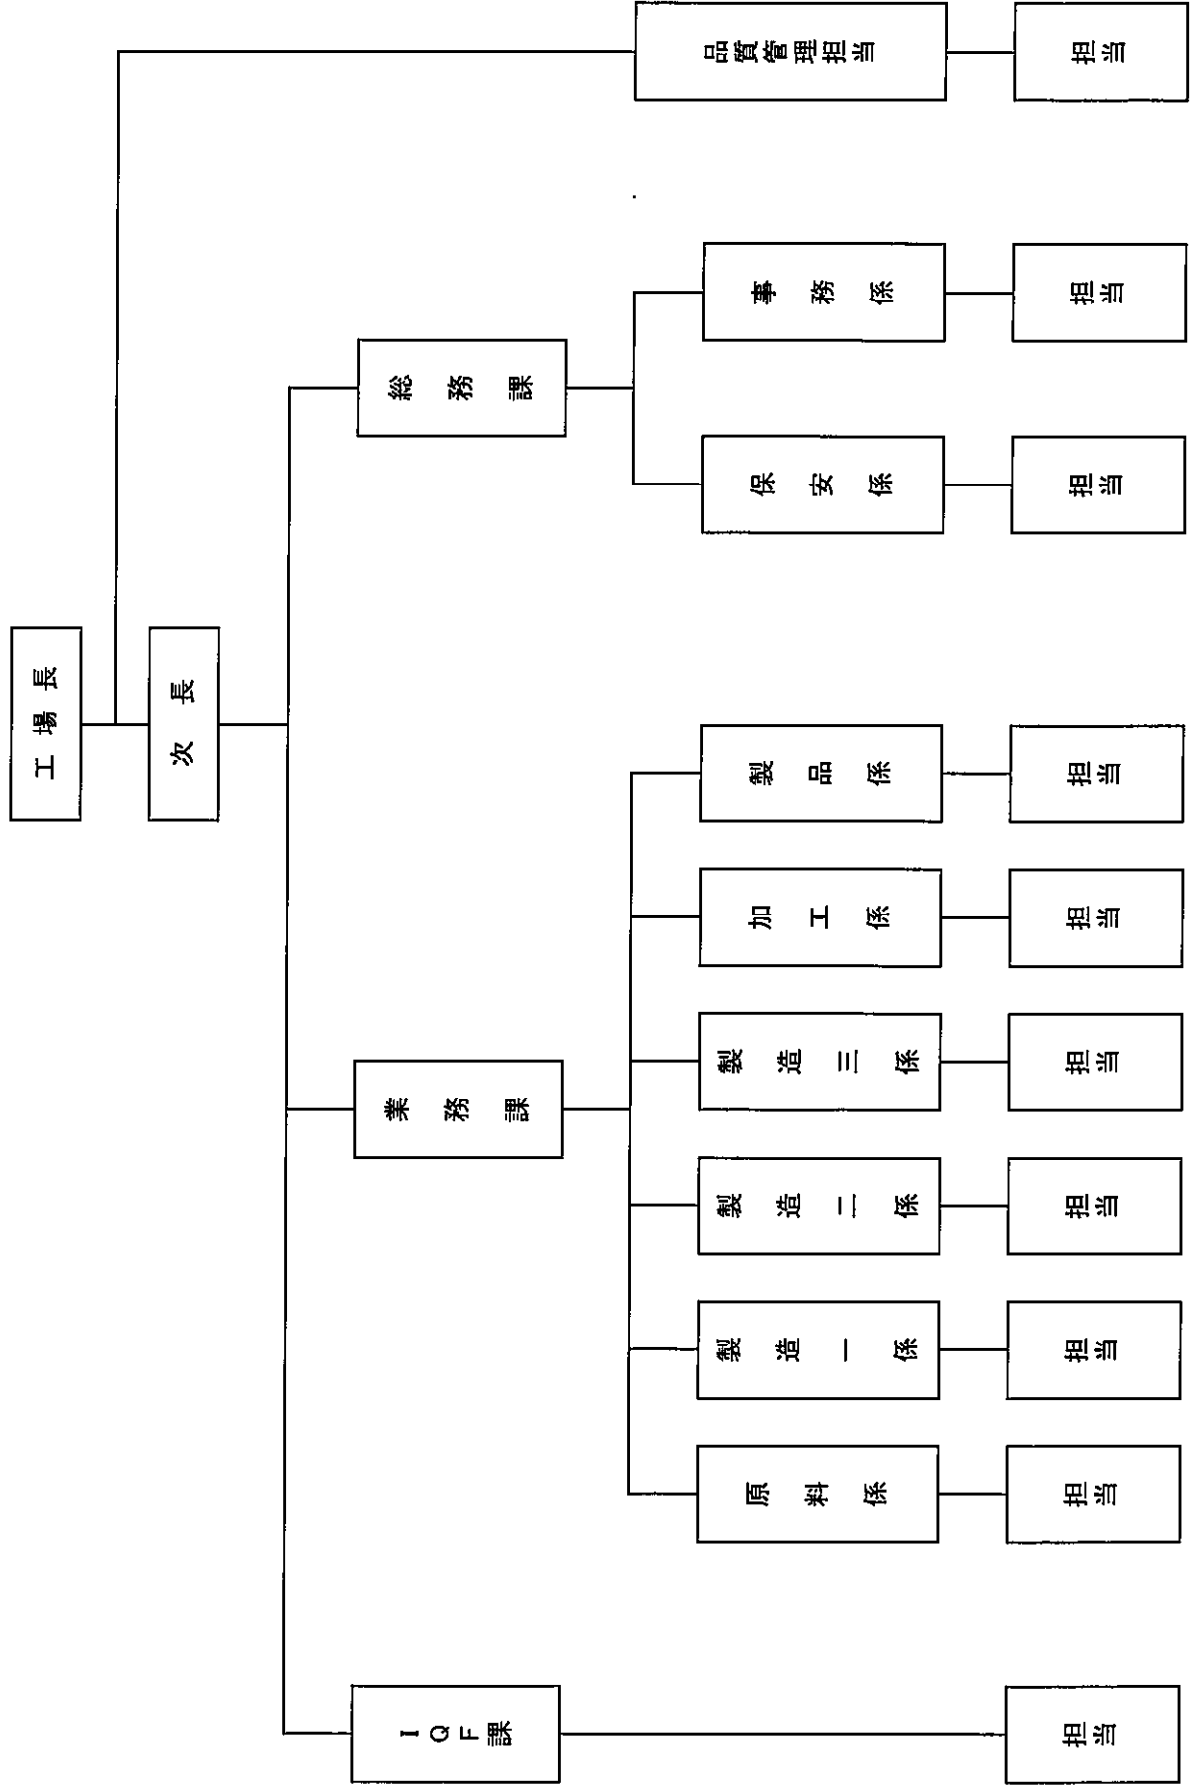 工場長
次長
品質管理担当
担当
総務課
事務係
担当
保安係
担当
業務課
製品係
担当
加工係
担当
製造三係
担当
製造二係
担当
製造一係
担当
原料係
担当
IQF課
担当